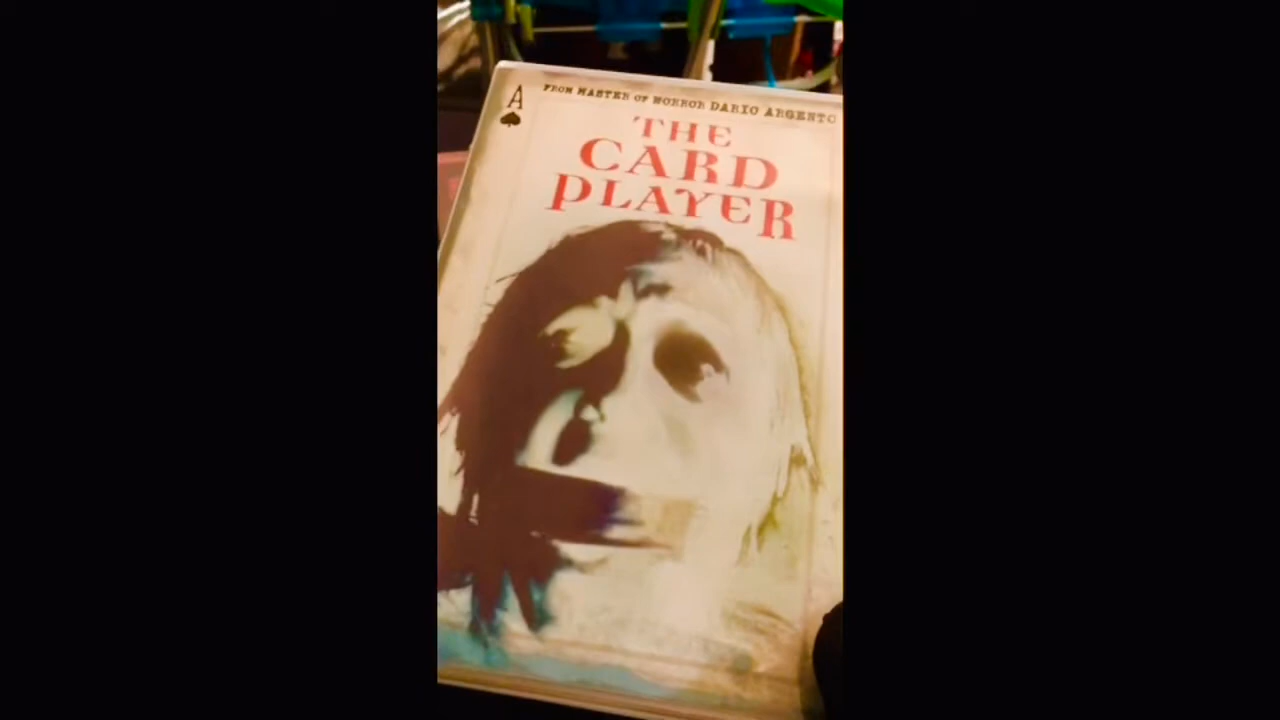 A
FROM MASTER OF HORROR DARIO ARGENTO
THE
CARD
PLAYER